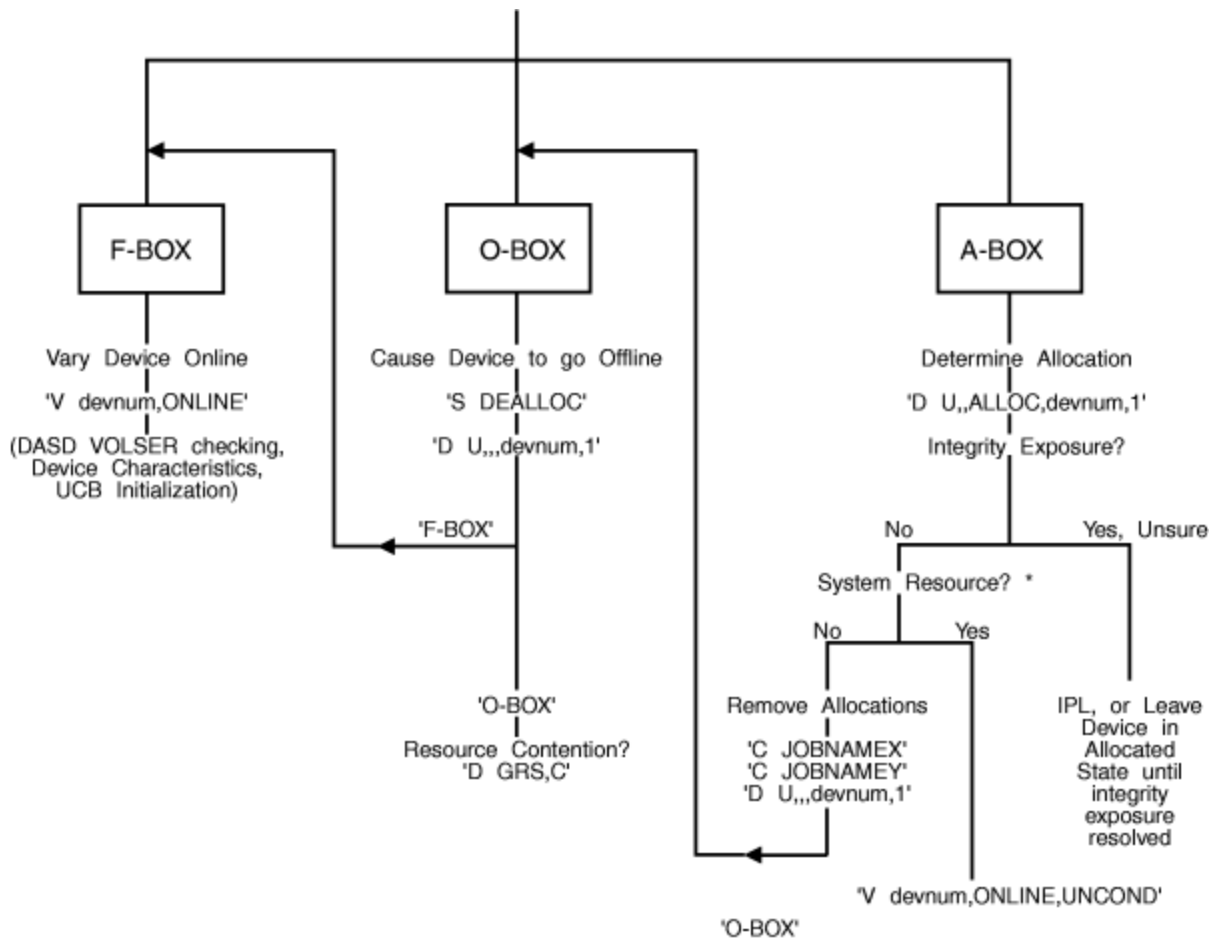 F-BOX
O-BOX
A-BOX
Vary Device Online
'V devnum,ONLINE'
(DASD VOLSER checking,
Device Characteristics,
UCB Initialization)
Cause Device to go Offline
'S DEALLOC'
'D U,,,devnum,1'
'F-BOX'
'O-BOX'
Resource Contention?
'D GRS,C'
Determine Allocation
'D U,,ALLOC,devnum,1'
Integrity Exposure?
No
Yes, Unsure
System Resource? *
No
Yes
Remove Allocations
'C JOBNAMEX'
'C JOBNAMEY'
'D U,,,devnum,1'
IPL, or Leave
Device in
Allocated
State until
integrity
exposure
resolved
'V devnum,ONLINE,UNCOND'
'O-BOX'